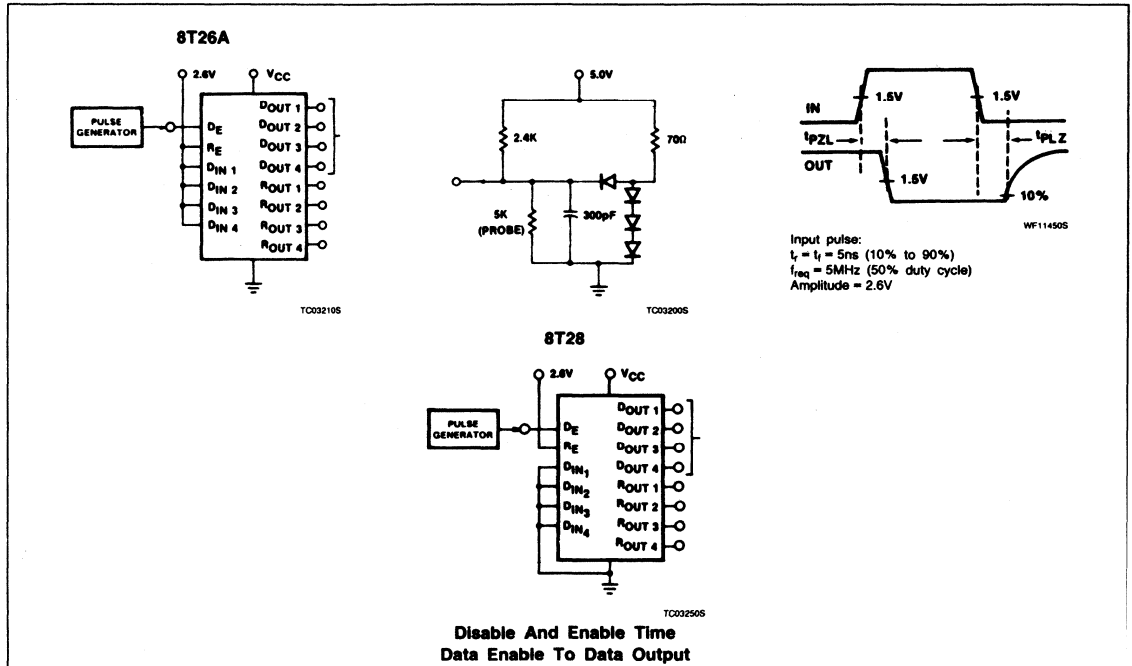 8T26A
2.6V
VCC
PULSE
GENERATOR
DE
RE
DIN 1
DIN 2
DIN 3
DIN 4
DOUT 1
DOUT 2
DOUT 3
DOUT 4
ROUT 1
ROUT 2
ROUT 3
ROUT 4
TC03210S
5.0V
2.4K
70Ω
5K
(PROBE)
300pF
TC03200S
IN
1.5V
1.5V
tPZL
tPLZ
OUT
1.5V
10%
WF11450S
Input pulse:
tr = tf = 5ns (10% to 90%)
freq = 5MHz (50% duty cycle)
Amplitude = 2.6V
8T28
2.6V
VCC
PULSE
GENERATOR
DE
RE
DIN1
DIN2
DIN3
DIN4
DOUT 1
DOUT 2
DOUT 3
DOUT 4
ROUT 1
ROUT 2
ROUT 3
ROUT 4
TC03250S
Disable And Enable Time
Data Enable To Data Output